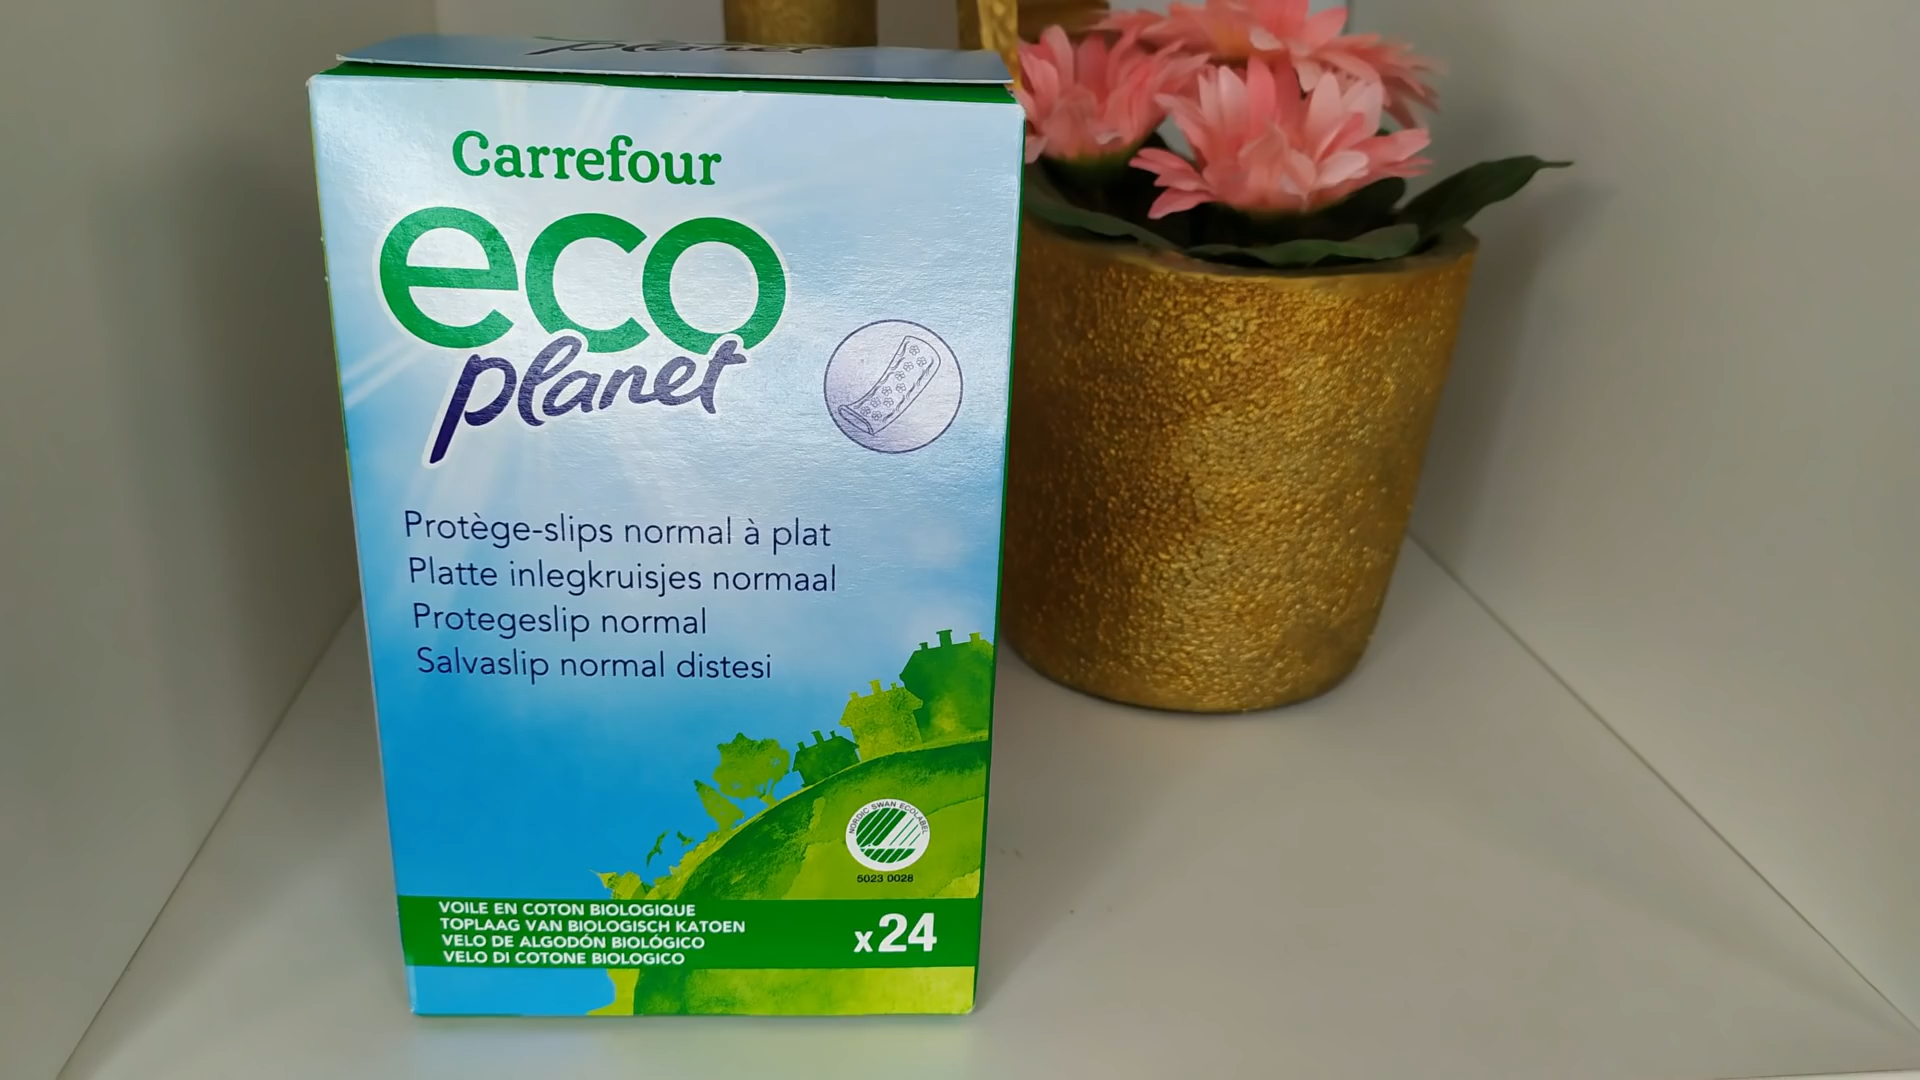 planet
Carrefour
eco
planet
Protège-slips normal à plat
Platte inlegkruisjes normaal
Protegeslip normal
Salvaslip normal distesi
NORDIC SWAN ECOLABEL
5023 0028
VOILE EN COTON BIOLOGIQUE
TOPLAAG VAN BIOLOGISCH KATOEN
VELO DE ALGODÓN BIOLÓGICO
VELO DI COTONE BIOLOGICO
x24